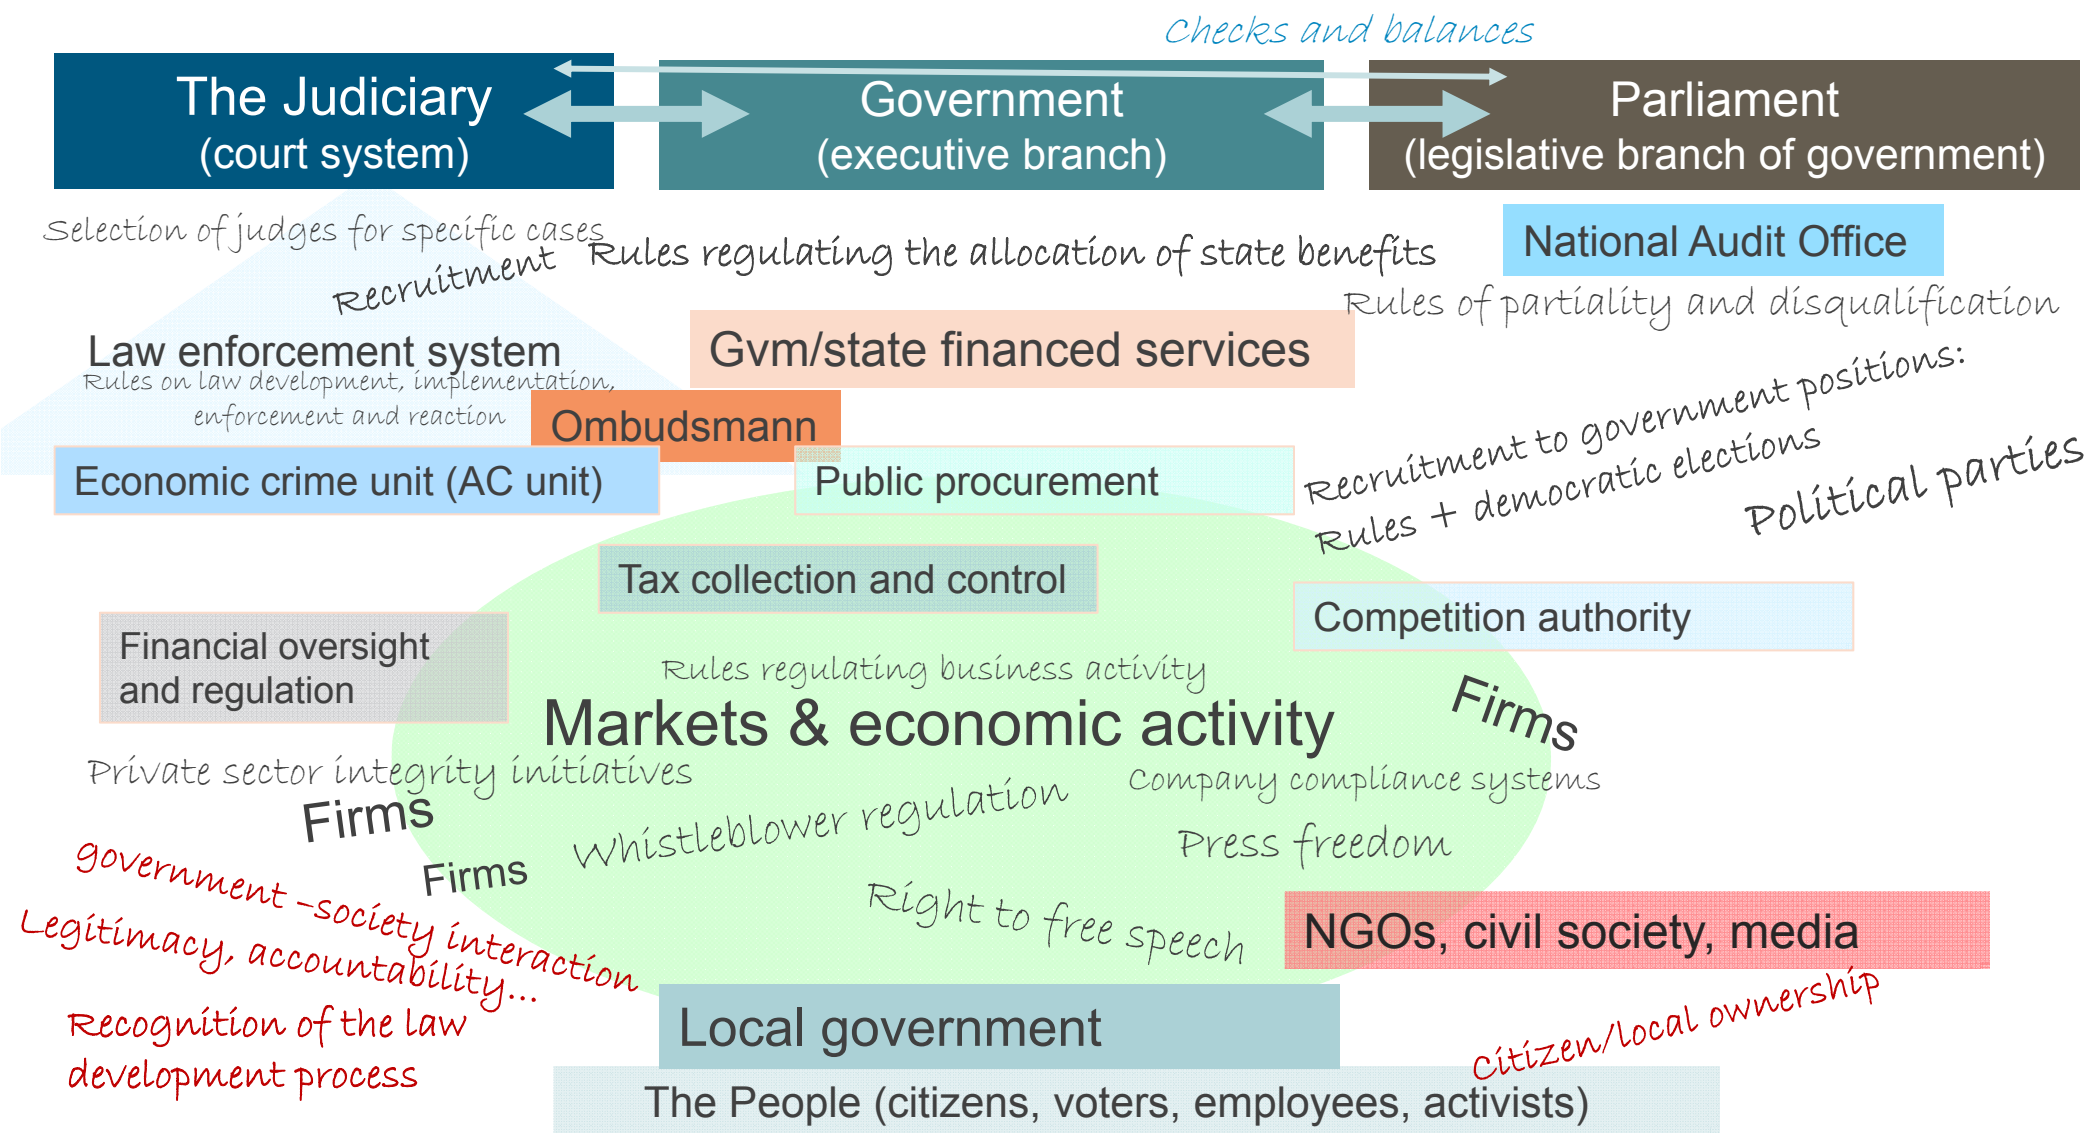 Checks and balances
The Judiciary
(court system)
Government
(executive branch)
Parliament
(legislative branch of government)
Selection of judges for specific cases
Recruitment
Rules regulating the allocation of state benefits
National Audit Office
Rules of partiality and disqualification
Law enforcement system
Rules on law development, implementation,
enforcement and reaction
Gvm/state financed services
Ombudsmann
Recruitment to government positions:
Rules + democratic elections
Political parties
Economic crime unit (AC unit)
Public procurement
Tax collection and control
Competition authority
Financial oversight
and regulation
Rules regulating business activity
Markets & economic activity
Firms
Private sector integrity initiatives
Company compliance systems
Firms
Firms
Whistleblower regulation
Press freedom
Right to free speech
government –society interaction
Legitimacy, accountability...
Recognition of the law
development process
NGOs, civil society, media
Citizen/local ownership
Local government
The People (citizens, voters, employees, activists)